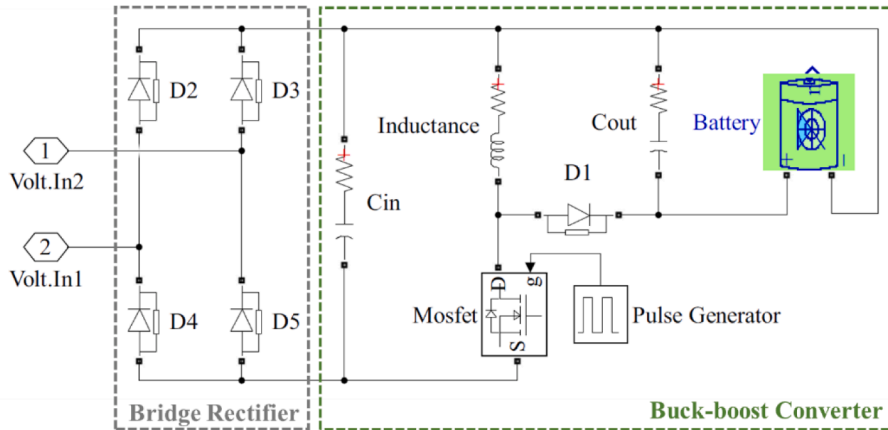 D2
D3
1
Volt.In2
2
Volt.In1
D4
D5
Bridge Rectifier
Cin
Inductance
Cout
Battery
+
-
D1
Mosfet
D
g
S
Pulse Generator
Buck-boost Converter